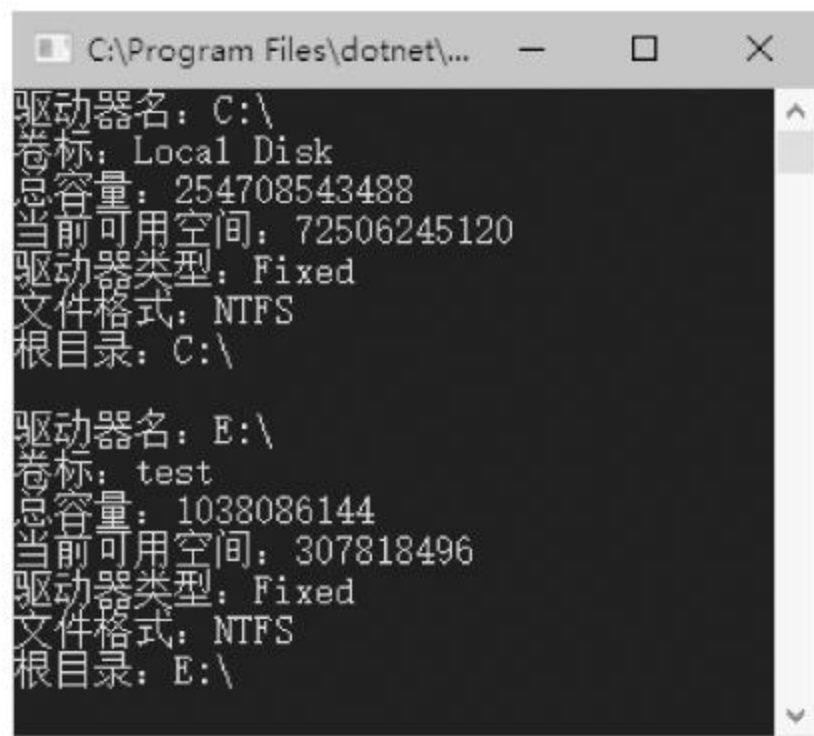 C:\Program Files\dotnet\...
驱动器名：C:\
卷标：Local Disk
总容量：254708543488
当前可用空间：72506245120
驱动器类型：Fixed
文件格式：NTFS
根目录：C:\
驱动器名：E:\
卷标：test
总容量：1038086144
当前可用空间：307818496
驱动器类型：Fixed
文件格式：NTFS
根目录：E:\